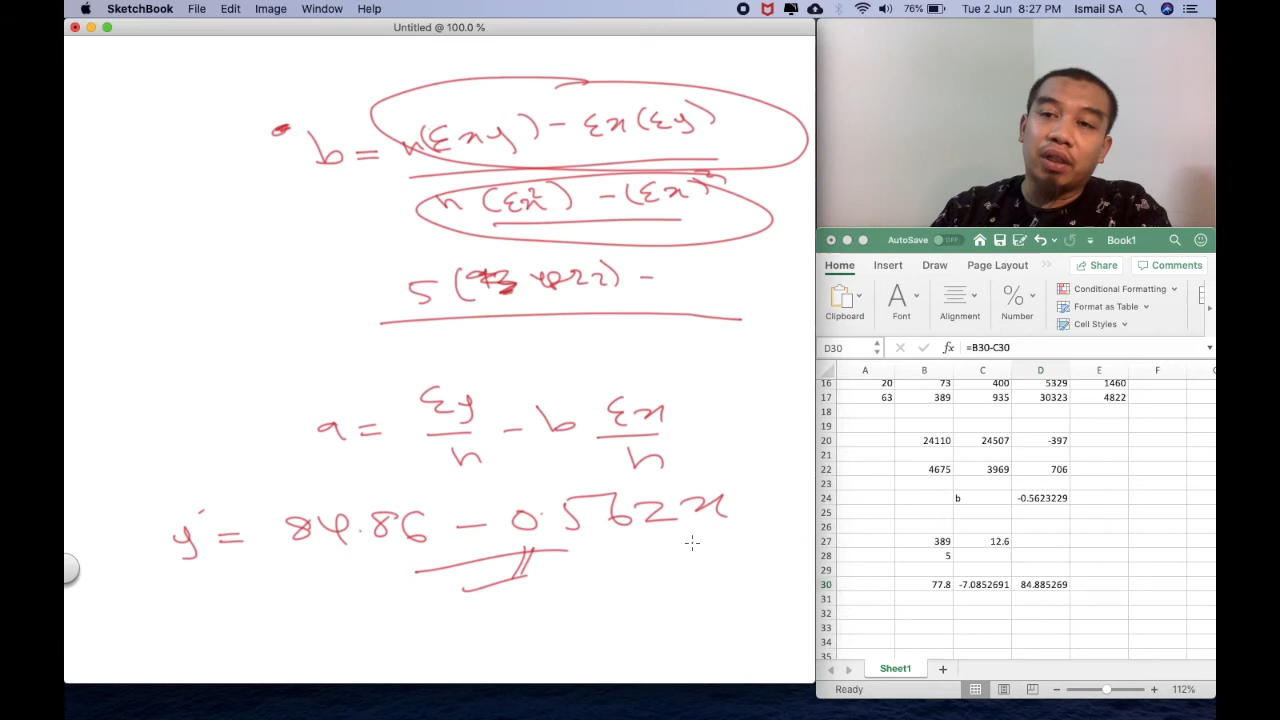 SketchBook File Edit Image Window Help 76% Tue 2 Jun 8:27 PM Ismail SA
Untitled @ 100.0 %
b = n(Σxy) - Σx(Σy)
n (Σx²) - (Σx)²
5 (4822) -
a = Σy/n - b Σx/n
y' = 84.86 - 0.562x
AutoSave OFF Book1
Home Insert Draw Page Layout Share Comments
Clipboard Font Alignment Number Conditional Formatting
Format as Table
Cell Styles
D30 fx =B30-C30
A B C D E F G
16 20 73 400 5329 1460
17 63 389 935 30323 4822
18
19
20 24110 24507 -397
21
22 4675 3969 706
23
24 b -0.5623229
25
26
27 389 12.6
28 5
29
30 77.8 -7.0852691 84.885269
31
32
33
34
35
Sheet1
Ready 112%